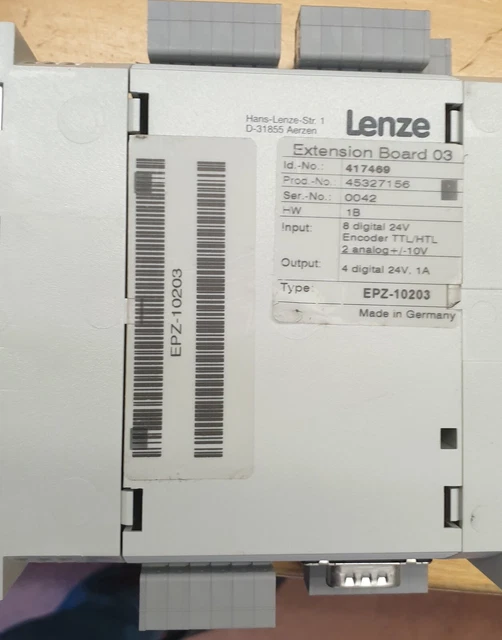 Hans-Lenze-Str. 1
D-31855 Aerzen
Lenze
Extension Board 03
Id.-No.: 417469
Prod.-No. 45327156
Ser.-No.: 0042
HW 1B
Input: 8 digital 24V
Encoder TTL/HTL
2 analog+/-10V
Output: 4 digital 24V, 1A
Type: EPZ-10203
Made in Germany
EPZ-10203